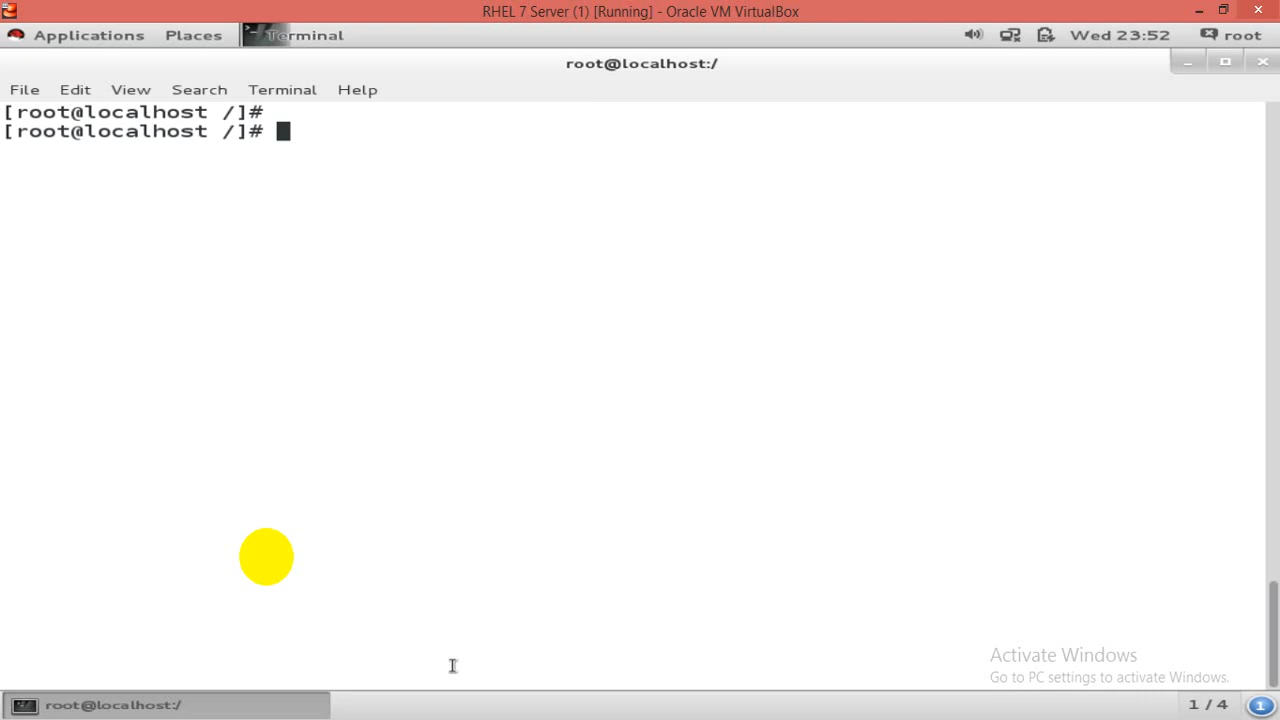 RHEL 7 Server (1) [Running] - Oracle VM VirtualBox
Applications Places Terminal Wed 23:52 root
root@localhost:/
File Edit View Search Terminal Help
[root@localhost /]#
[root@localhost /]#
Activate Windows
Go to PC settings to activate Windows.
root@localhost:/ 1 / 4 1